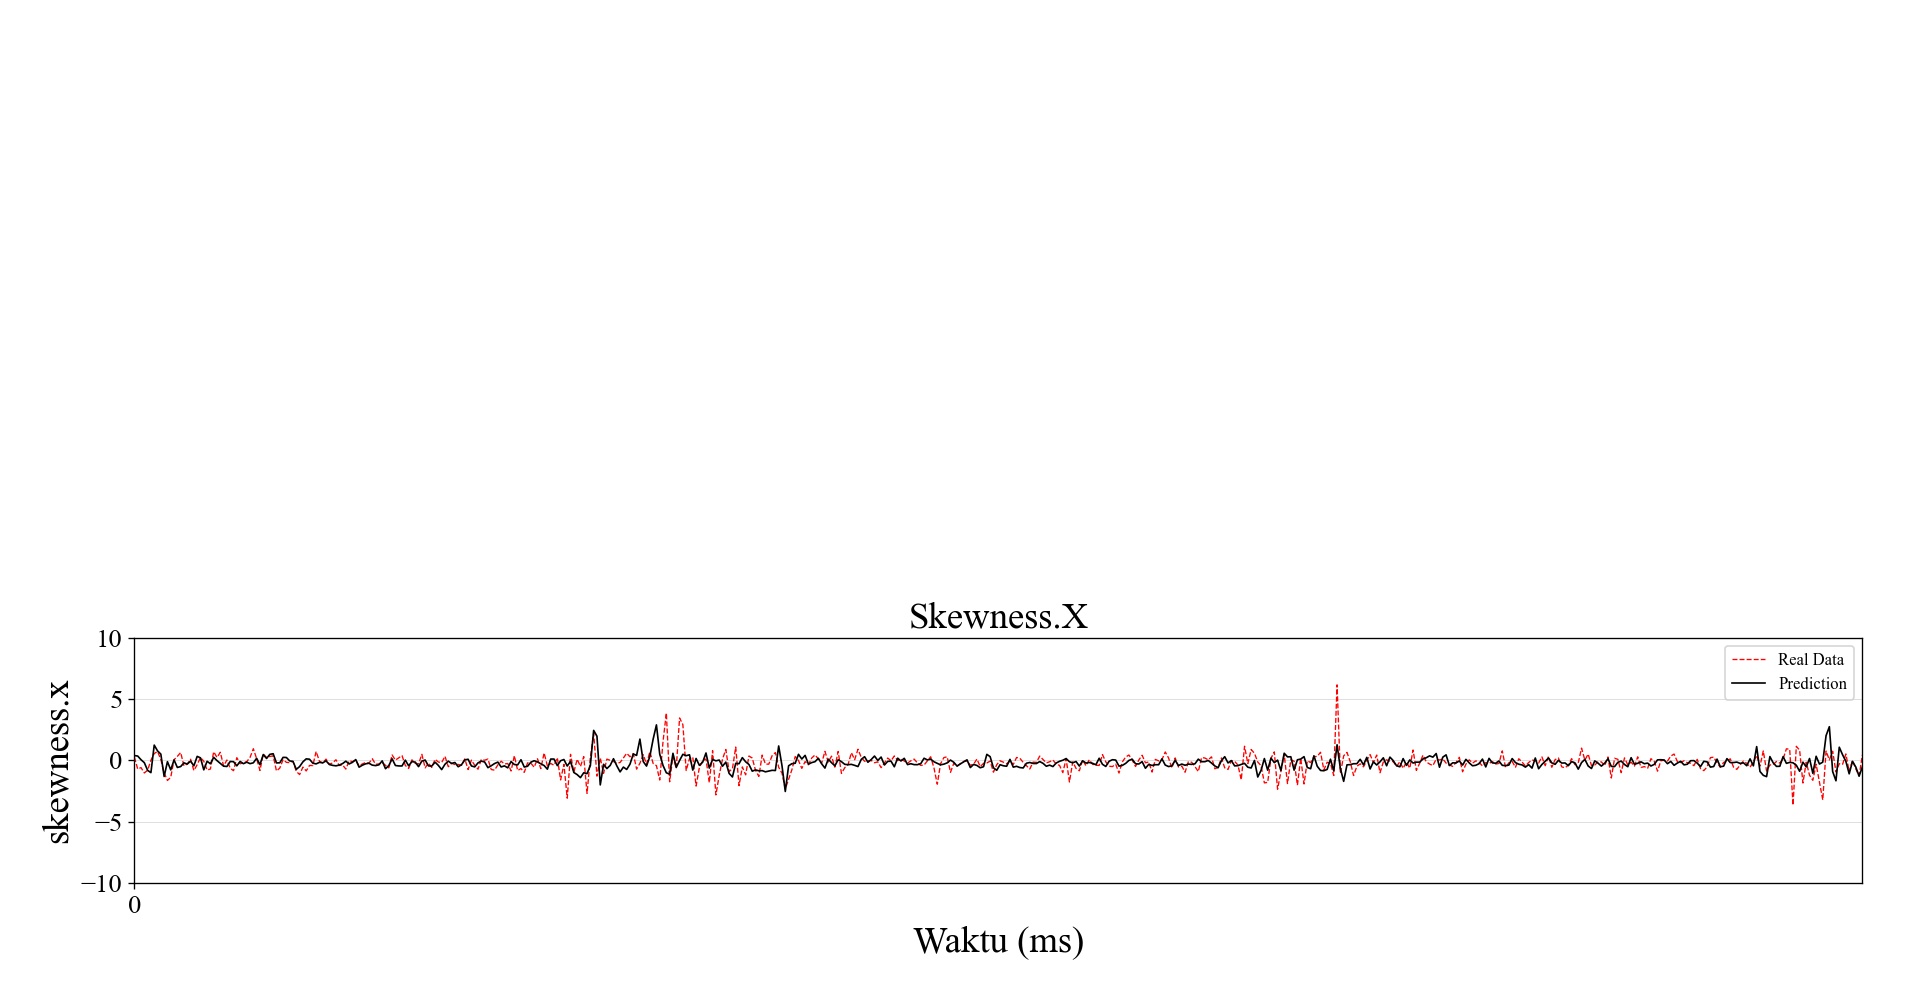 Skewness.X
10
5
0
−5
−10
skewness.x
Real Data
Prediction
0
Waktu (ms)